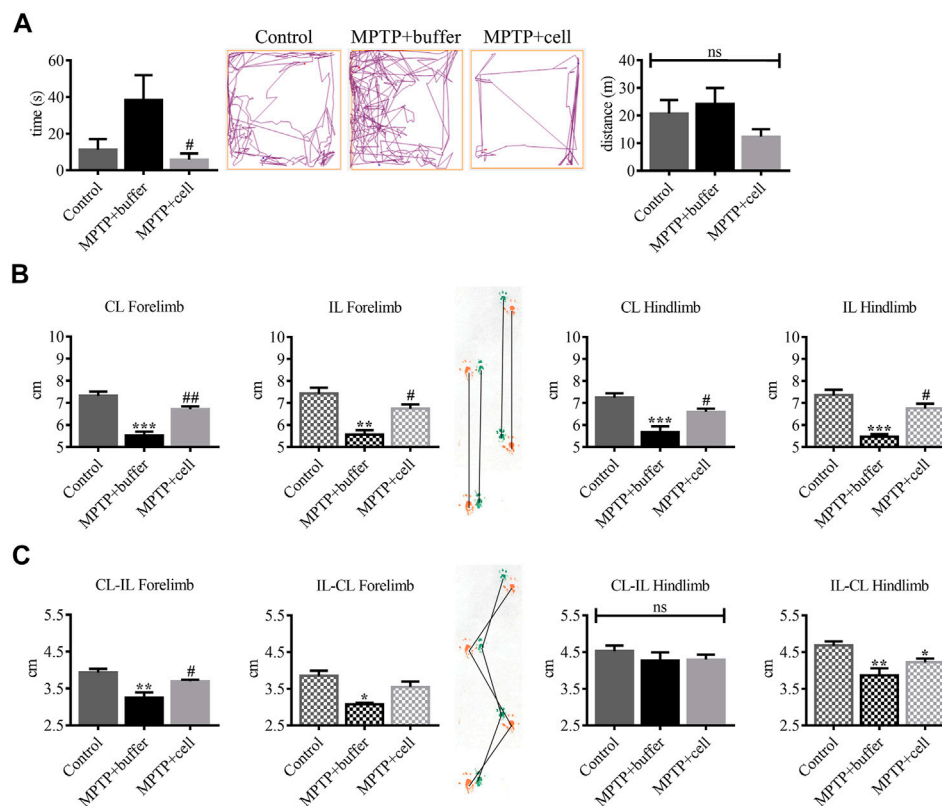 A
Control
MPTP+buffer
MPTP+cell
time (s)
60
40
20
0
#
Control
MPTP+buffer
MPTP+cell
distance (m)
40
30
20
10
0
ns
Control
MPTP+buffer
MPTP+cell
B
CL Forelimb
cm
10
9
8
7
6
5
***
##
Control
MPTP+buffer
MPTP+cell
IL Forelimb
cm
10
9
8
7
6
5
**
#
Control
MPTP+buffer
MPTP+cell
CL Hindlimb
cm
10
9
8
7
6
5
***
#
Control
MPTP+buffer
MPTP+cell
IL Hindlimb
cm
10
9
8
7
6
5
***
#
Control
MPTP+buffer
MPTP+cell
C
CL-IL Forelimb
cm
5.5
4.5
3.5
2.5
**
#
Control
MPTP+buffer
MPTP+cell
IL-CL Forelimb
cm
5.5
4.5
3.5
2.5
*
Control
MPTP+buffer
MPTP+cell
CL-IL Hindlimb
cm
5.5
4.5
3.5
2.5
ns
Control
MPTP+buffer
MPTP+cell
IL-CL Hindlimb
cm
5.5
4.5
3.5
2.5
**
*
Control
MPTP+buffer
MPTP+cell